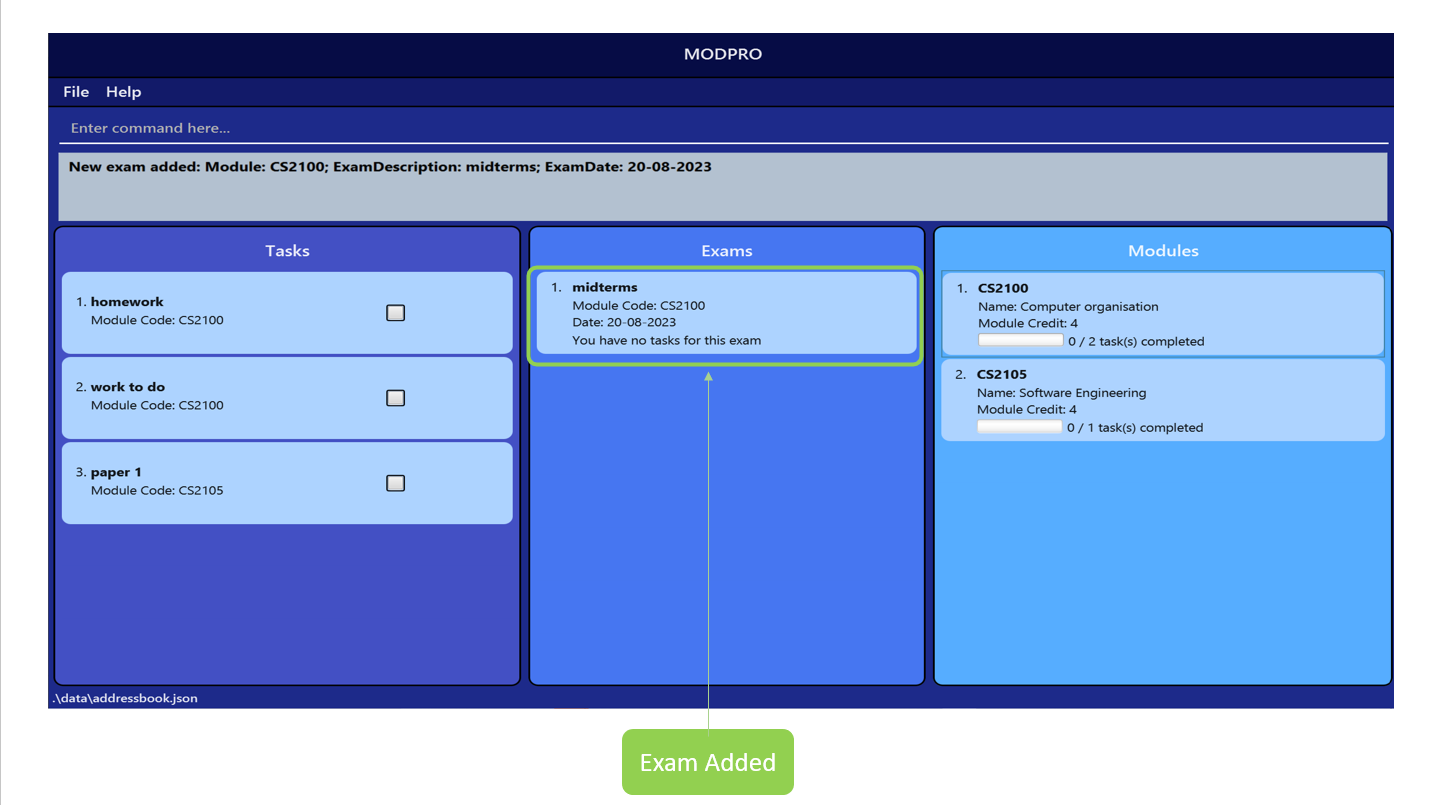 MODPRO
File Help
Enter command here...
New exam added: Module: CS2100; ExamDescription: midterms; ExamDate: 20-08-2023
Tasks
1. homework
Module Code: CS2100
2. work to do
Module Code: CS2100
3. paper 1
Module Code: CS2105
Exams
1. midterms
Module Code: CS2100
Date: 20-08-2023
You have no tasks for this exam
Modules
1. CS2100
Name: Computer organisation
Module Credit: 4
0 / 2 task(s) completed
2. CS2105
Name: Software Engineering
Module Credit: 4
0 / 1 task(s) completed
.\data\addressbook.json
Exam Added